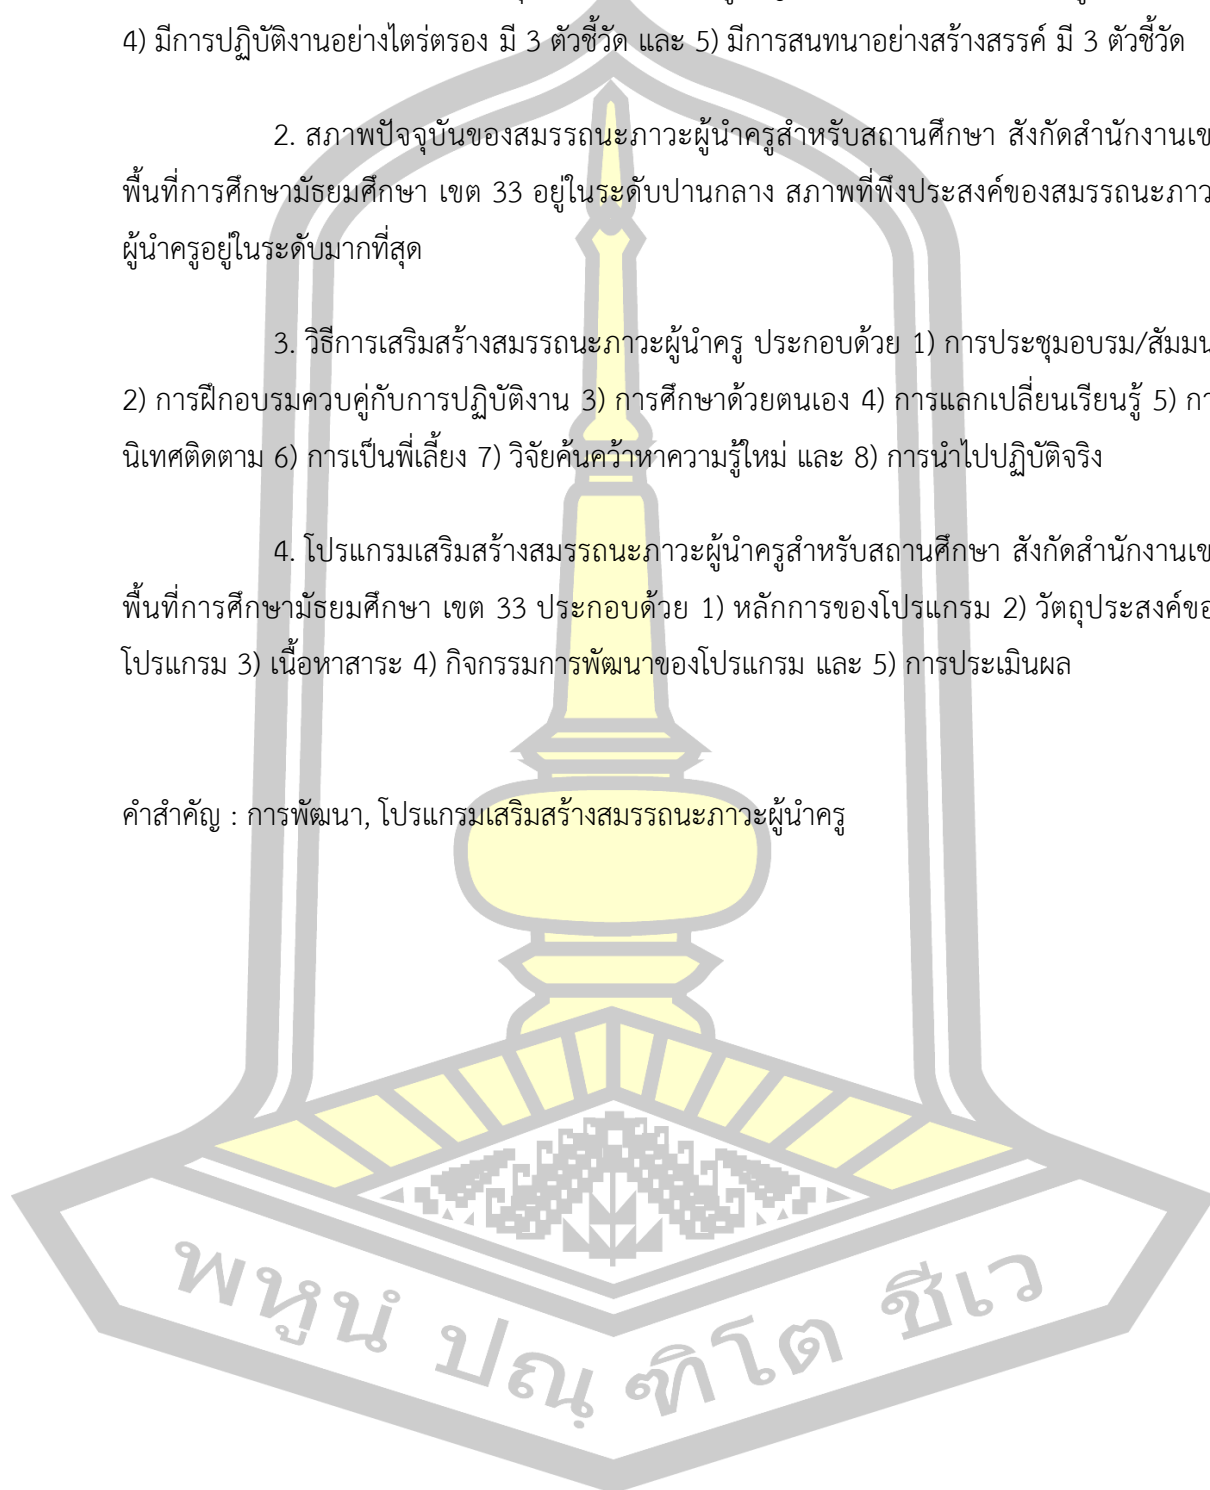 4) มีการปฏิบัติงานอย่างไตร่ตรอง มี 3 ตัวชี้วัด และ 5) มีการสนทนาอย่างสร้างสรรค์ มี 3 ตัวชี้วัด
2. สภาพปัจจุบันของสมรรถนะภาวะผู้นำครูสำหรับสถานศึกษา สังกัดสำนักงานเข
พื้นที่การศึกษามัธยมศึกษา เขต 33 อยู่ในระดับปานกลาง สภาพที่พึงประสงค์ของสมรรถนะภาว
ผู้นำครูอยู่ในระดับมากที่สุด
3. วิธีการเสริมสร้างสมรรถนะภาวะผู้นำครู ประกอบด้วย 1) การประชุมอบรม/สัมมน
2) การฝึกอบรมควบคู่กับการปฏิบัติงาน 3) การศึกษาด้วยตนเอง 4) การแลกเปลี่ยนเรียนรู้ 5) กา
นิเทศติดตาม 6) การเป็นพี่เลี้ยง 7) วิจัยค้นคว้าหาความรู้ใหม่ และ 8) การนำไปปฏิบัติจริง
4. โปรแกรมเสริมสร้างสมรรถนะภาวะผู้นำครูสำหรับสถานศึกษา สังกัดสำนักงานเข
พื้นที่การศึกษามัธยมศึกษา เขต 33 ประกอบด้วย 1) หลักการของโปรแกรม 2) วัตถุประสงค์ขอ
โปรแกรม 3) เนื้อหาสาระ 4) กิจกรรมการพัฒนาของโปรแกรม และ 5) การประเมินผล
คำสำคัญ : การพัฒนา, โปรแกรมเสริมสร้างสมรรถนะภาวะผู้นำครู
พหูนํ ปณฺฑิโต ชีเว